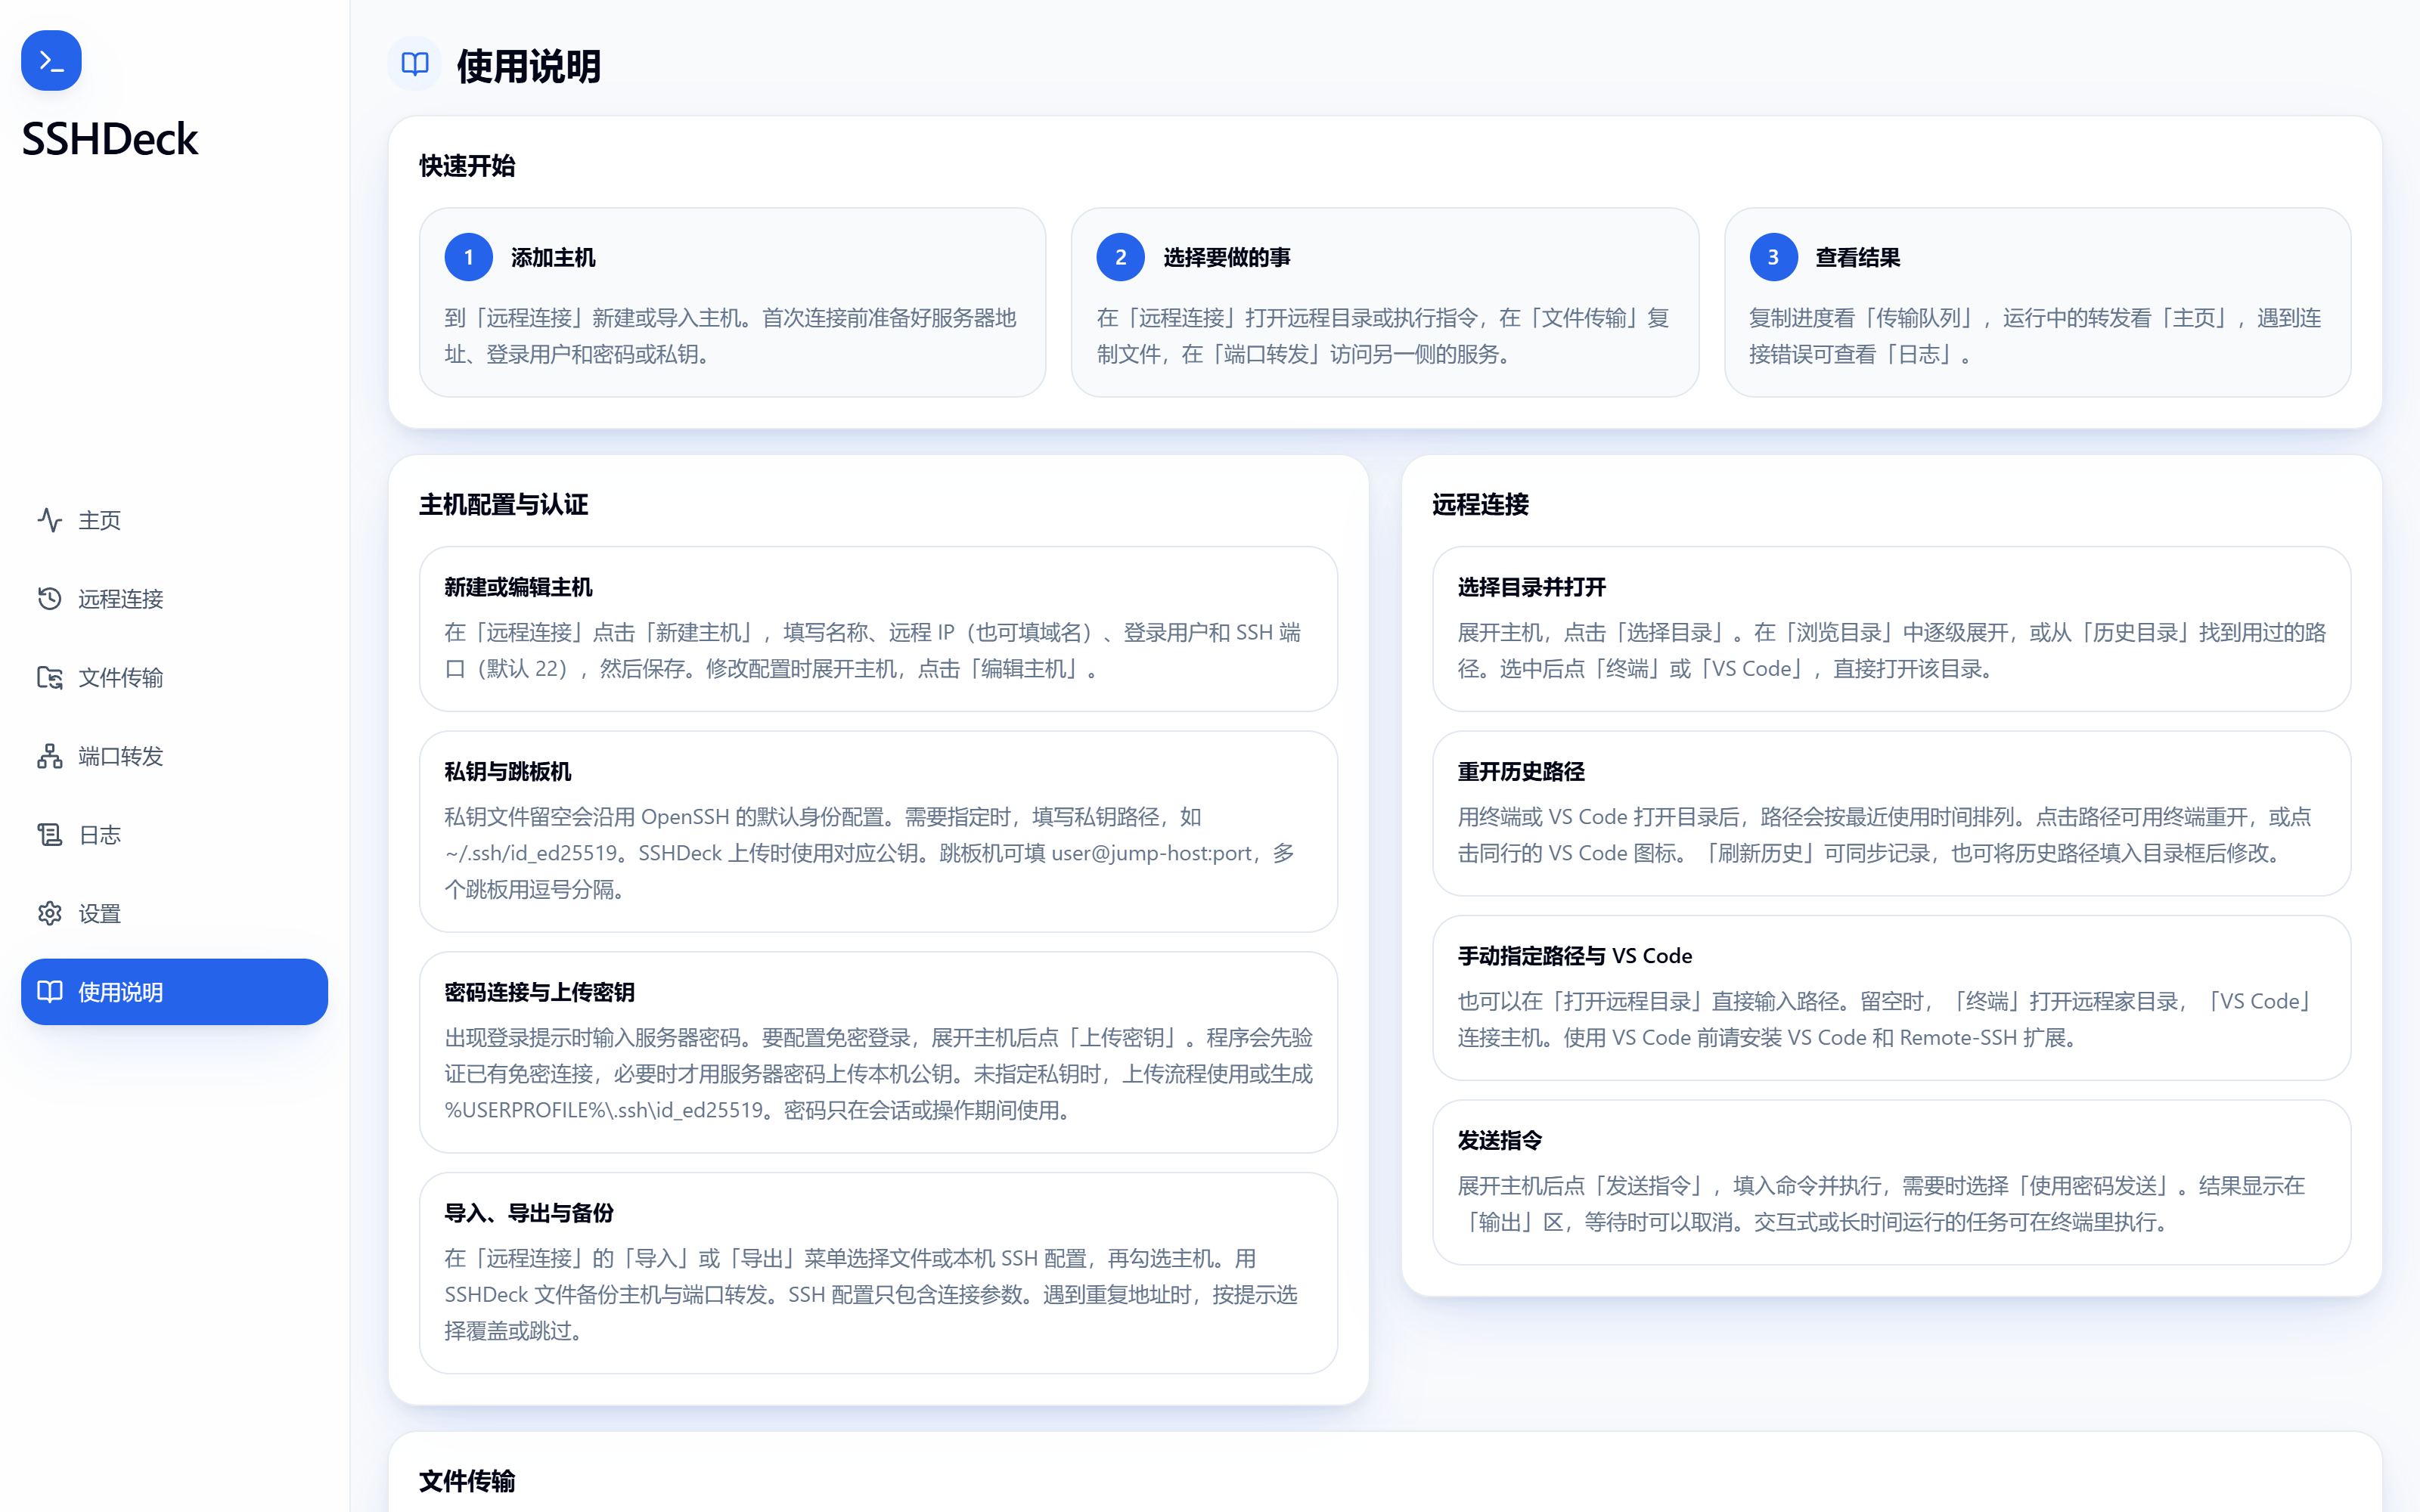 SSHDeck
主页
远程连接
文件传输
端口转发
日志
设置
使用说明
使用说明
快速开始
1 添加主机
到「远程连接」新建或导入主机。首次连接前准备好服务器地
址、登录用户和密码或私钥。
2 选择要做的事
在「远程连接」打开远程目录或执行指令，在「文件传输」复
制文件，在「端口转发」访问另一侧的服务。
3 查看结果
复制进度看「传输队列」，运行中的转发看「主页」，遇到连
接错误可查看「日志」。
主机配置与认证
新建或编辑主机
在「远程连接」点击「新建主机」，填写名称、远程 IP（也可填域名）、登录用户和 SSH 端
口（默认 22），然后保存。修改配置时展开主机，点击「编辑主机」。
私钥与跳板机
私钥文件留空会沿用 OpenSSH 的默认身份配置。需要指定时，填写私钥路径，如
~/.ssh/id_ed25519。SSHDeck 上传时使用对应公钥。跳板机可填 user@jump-host:port，多
个跳板用逗号分隔。
密码连接与上传密钥
出现登录提示时输入服务器密码。要配置免密登录，展开主机后点「上传密钥」。程序会先验
证已有免密连接，必要时才用服务器密码上传本机公钥。未指定私钥时，上传流程使用或生成
%USERPROFILE%\.ssh\id_ed25519。密码只在会话或操作期间使用。
导入、导出与备份
在「远程连接」的「导入」或「导出」菜单选择文件或本机 SSH 配置，再勾选主机。用
SSHDeck 文件备份主机与端口转发。SSH 配置只包含连接参数。遇到重复地址时，按提示选
择覆盖或跳过。
远程连接
选择目录并打开
展开主机，点击「选择目录」。在「浏览目录」中逐级展开，或从「历史目录」找到用过的路
径。选中后点「终端」或「VS Code」，直接打开该目录。
重开历史路径
用终端或 VS Code 打开目录后，路径会按最近使用时间排列。点击路径可用终端重开，或点
击同行的 VS Code 图标。「刷新历史」可同步记录，也可将历史路径填入目录框后修改。
手动指定路径与 VS Code
也可以在「打开远程目录」直接输入路径。留空时，「终端」打开远程家目录，「VS Code」
连接主机。使用 VS Code 前请安装 VS Code 和 Remote-SSH 扩展。
发送指令
展开主机后点「发送指令」，填入命令并执行，需要时选择「使用密码发送」。结果显示在
「输出」区，等待时可以取消。交互式或长时间运行的任务可在终端里执行。
文件传输